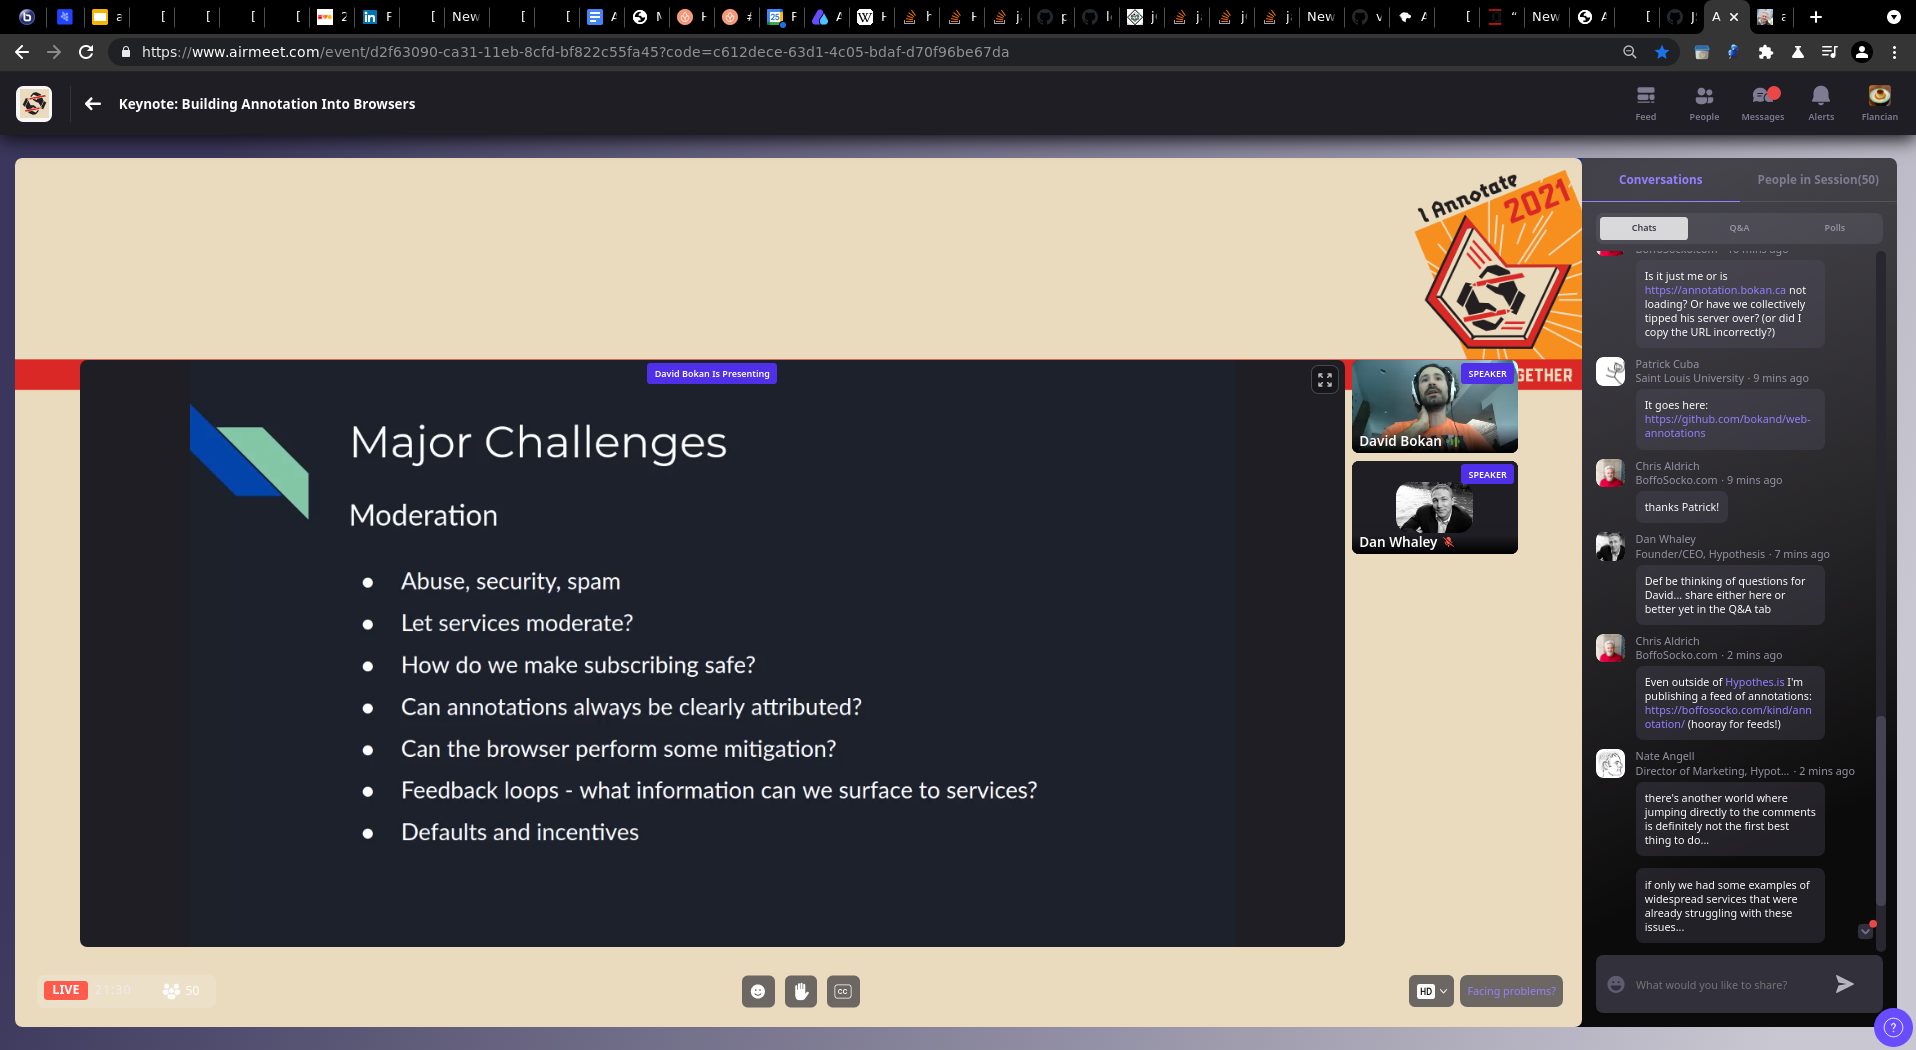 New
New
New
https://www.airmeet.com/event/d2f63090-ca31-11eb-8cfd-bf822c55fa45?code=c612dece-63d1-4c05-bdaf-d70f96be67da
Keynote: Building Annotation Into Browsers
Feed
People
Messages
Alerts
Flancian
I Annotate
2021
GETHER
David Bokan Is Presenting
Major Challenges
Moderation
● Abuse, security, spam
● Let services moderate?
● How do we make subscribing safe?
● Can annotations always be clearly attributed?
● Can the browser perform some mitigation?
● Feedback loops - what information can we surface to services?
● Defaults and incentives
SPEAKER
David Bokan
SPEAKER
Dan Whaley
LIVE
21:30
50
CC
HD
Facing problems?
Conversations
People in Session(50)
Chats
Q&A
Polls
Is it just me or is
https://annotation.bokan.ca not
loading? Or have we collectively
tipped his server over? (or did I
copy the URL incorrectly?)
Patrick Cuba
Saint Louis University · 9 mins ago
It goes here:
https://github.com/bokand/web-
annotations
Chris Aldrich
BoffoSocko.com · 9 mins ago
thanks Patrick!
Dan Whaley
Founder/CEO, Hypothesis · 7 mins ago
Def be thinking of questions for
David... share either here or
better yet in the Q&A tab
Chris Aldrich
BoffoSocko.com · 2 mins ago
Even outside of Hypothes.is I'm
publishing a feed of annotations:
https://boffosocko.com/kind/ann
otation/ (hooray for feeds!)
Nate Angell
Director of Marketing, Hypot... · 2 mins ago
there's another world where
jumping directly to the comments
is definitely not the first best
thing to do...
if only we had some examples of
widespread services that were
already struggling with these
issues...
What would you like to share?